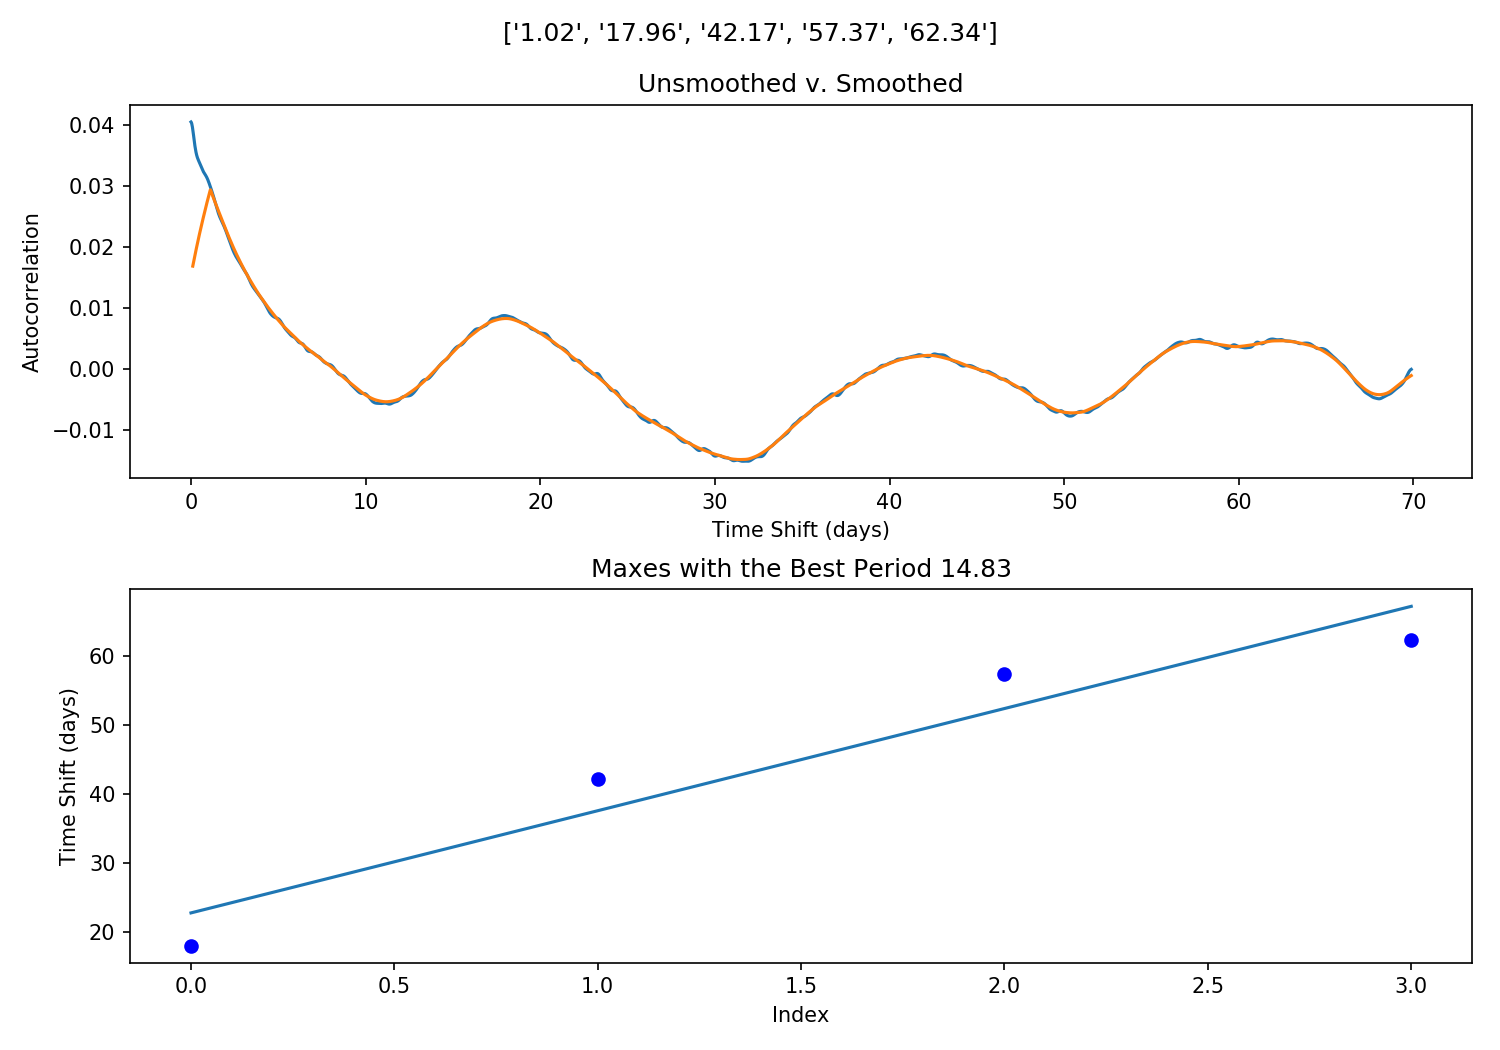 ['1.02', '17.96', '42.17', '57.37', '62.34']
Unsmoothed v. Smoothed
Autocorrelation
0.04
0.03
0.02
0.01
0.00
−0.01
0 10 20 30 40 50 60 70
Time Shift (days)
Maxes with the Best Period 14.83
Time Shift (days)
60
50
40
30
20
0.0 0.5 1.0 1.5 2.0 2.5 3.0
Index